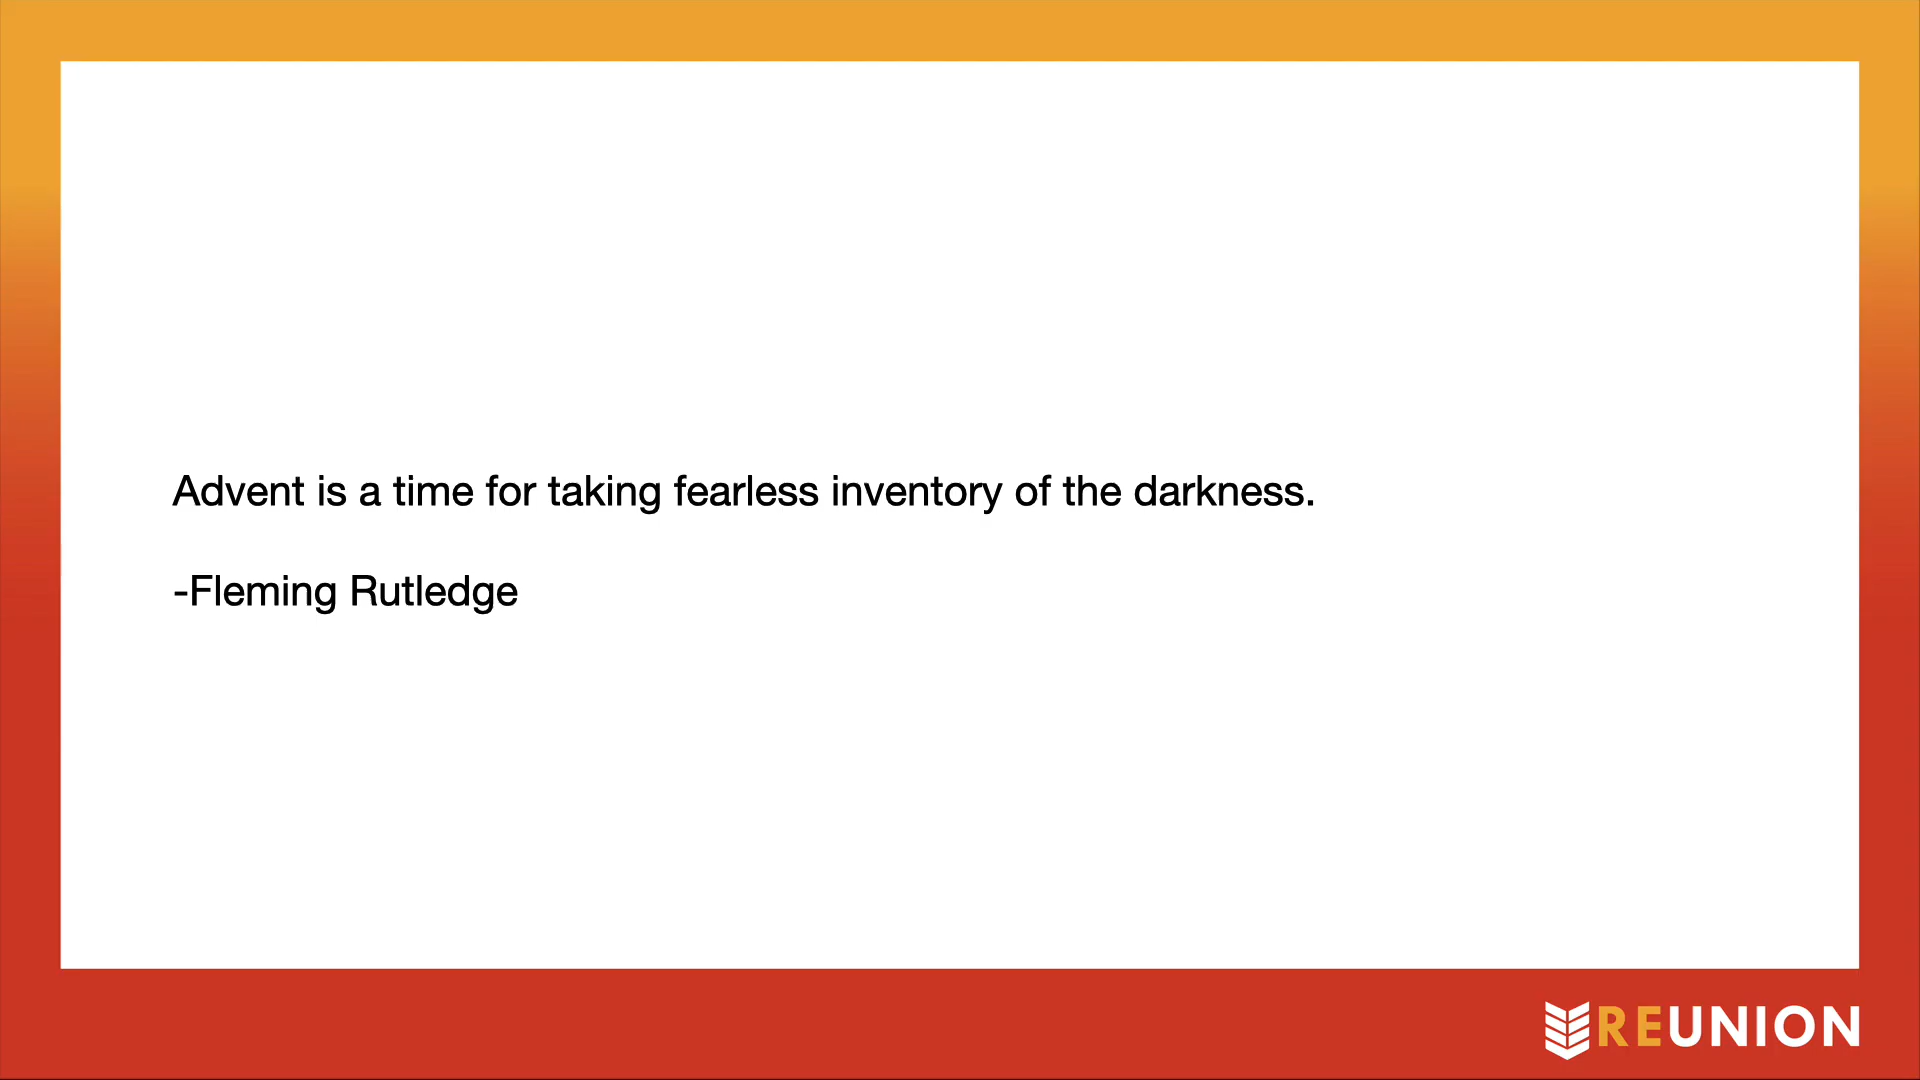 Advent is a time for taking fearless inventory of the darkness.
-Fleming Rutledge
REUNION